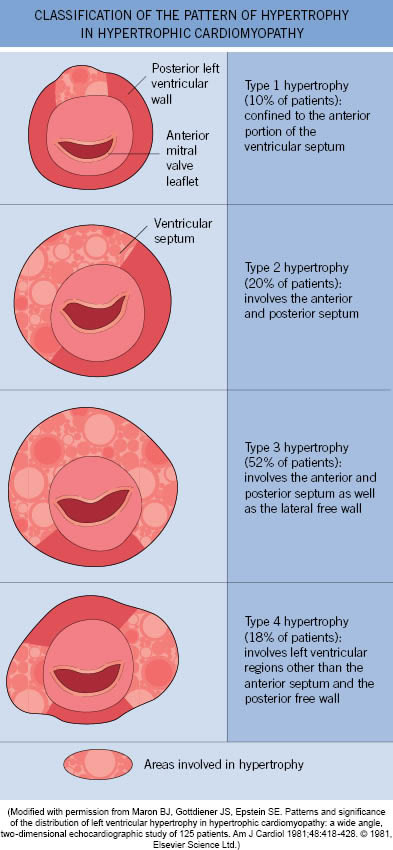 CLASSIFICATION OF THE PATTERN OF HYPERTROPHY
IN HYPERTROPHIC CARDIOMYOPATHY
Posterior left
ventricular
wall
Anterior
mitral
valve
leaflet
Type 1 hypertrophy
(10% of patients):
confined to the anterior
portion of the
ventricular septum
Ventricular
septum
Type 2 hypertrophy
(20% of patients):
involves the anterior
and posterior septum
Type 3 hypertrophy
(52% of patients):
involves the anterior and
posterior septum as well
as the lateral free wall
Type 4 hypertrophy
(18% of patients):
involves left ventricular
regions other than the
anterior septum and the
posterior free wall
Areas involved in hypertrophy
(Modified with permission from Maron BJ, Gottdiener JS, Epstein SE. Patterns and significance
of the distribution of left ventricular hypertrophy in hypertrophic cardiomyopathy: a wide angle,
two-dimensional echocardiographic study of 125 patients. Am J Cardiol 1981;48:418-428. © 1981,
Elsevier Science Ltd.)